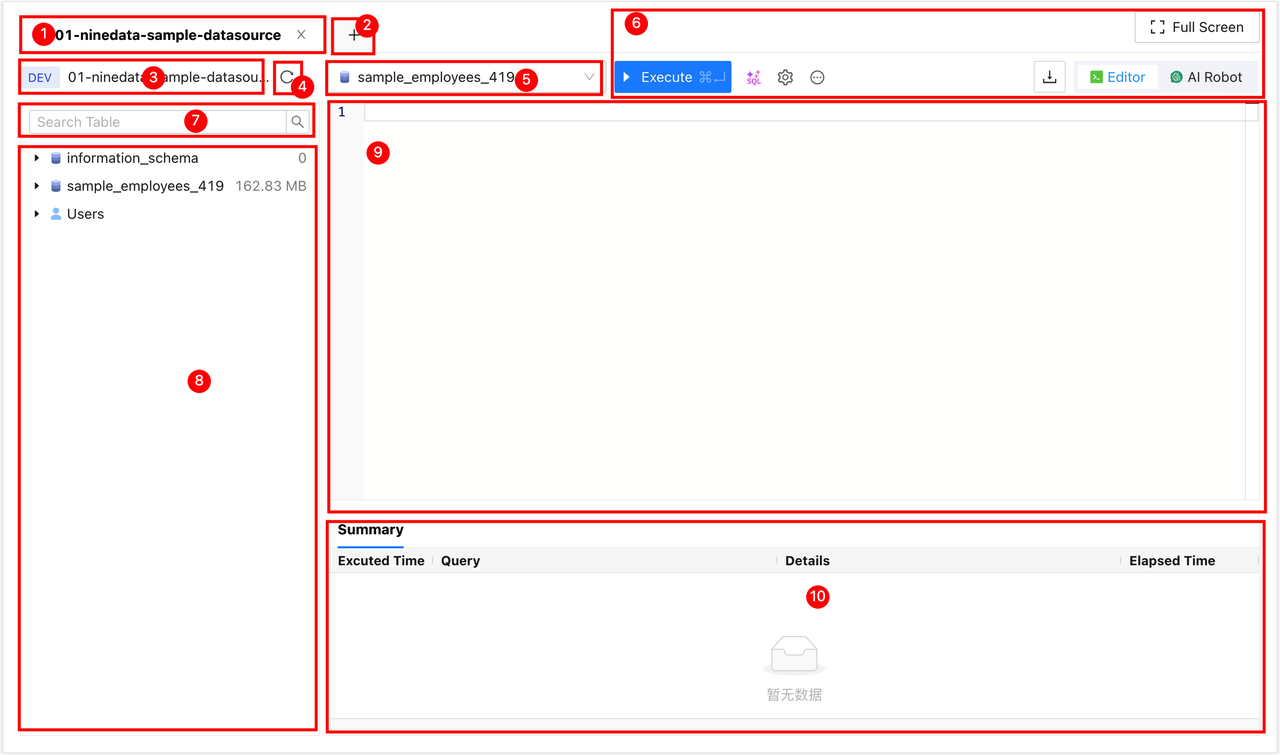 1 01-ninedata-sample-datasource
2
+
6
Full Screen
DEV 01-ninedata-sample-datasou...
3
4
sample_employees_419
5
Execute ⌘↵
SQL
Editor
AI Robot
Search Table
7
information_schema 0
sample_employees_419 162.83 MB
Users
8
1
9
Summary
Excuted Time Query Details Elapsed Time
10
暂无数据